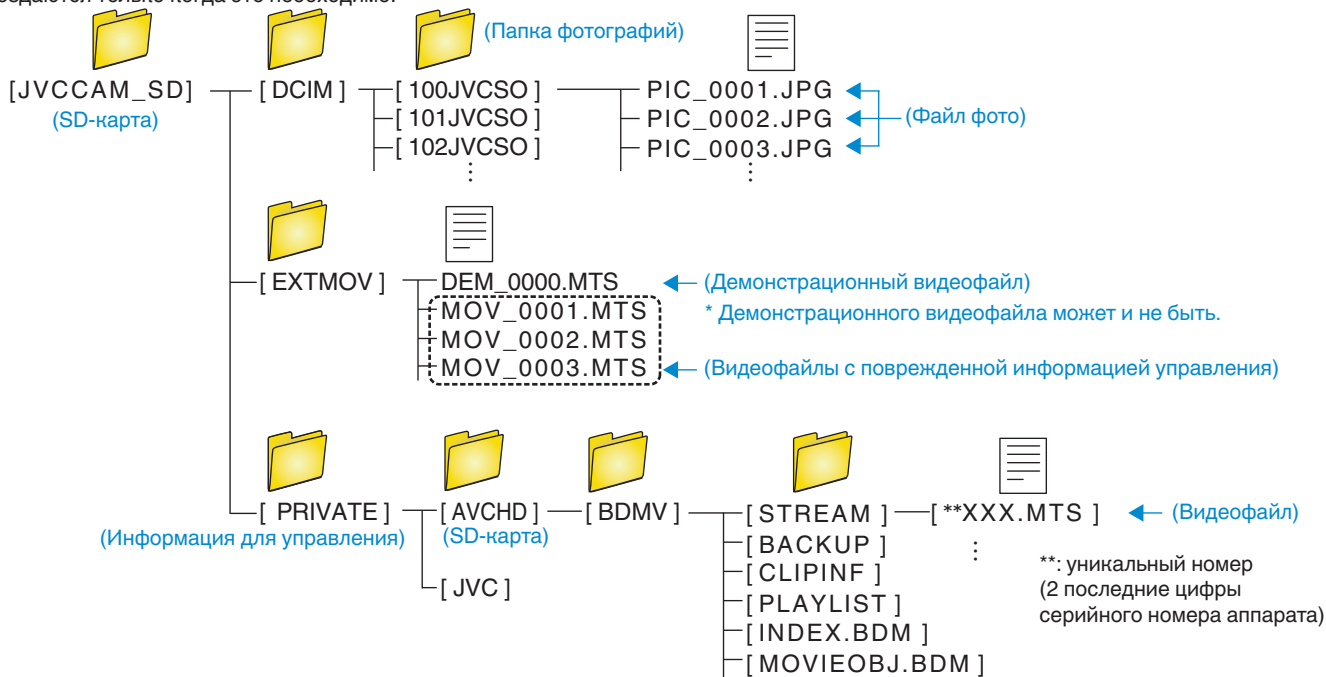 оздаются только когда это необходимо.
(Папка фотографий)
[JVCCAM_SD]
(SD-карта)
[ DCIM ]
[ 100JVCSO ]
[ 101JVCSO ]
[ 102JVCSO ]
PIC_0001.JPG
PIC_0002.JPG
PIC_0003.JPG
(Файл фото)
[ EXTMOV ]
DEM_0000.MTS
(Демонстрационный видеофайл)
* Демонстрационного видеофайла может и не быть.
MOV_0001.MTS
MOV_0002.MTS
MOV_0003.MTS
(Видеофайлы с поврежденной информацией управления)
[ PRIVATE ]
(Информация для управления)
[ AVCHD ]
(SD-карта)
[ JVC ]
[ BDMV ]
[ STREAM ]
[ BACKUP ]
[ CLIPINF ]
[ PLAYLIST ]
[ INDEX.BDM ]
[ MOVIEOBJ.BDM ]
[ **XXX.MTS ]
(Видеофайл)
**: уникальный номер
(2 последние цифры
серийного номера аппарата)